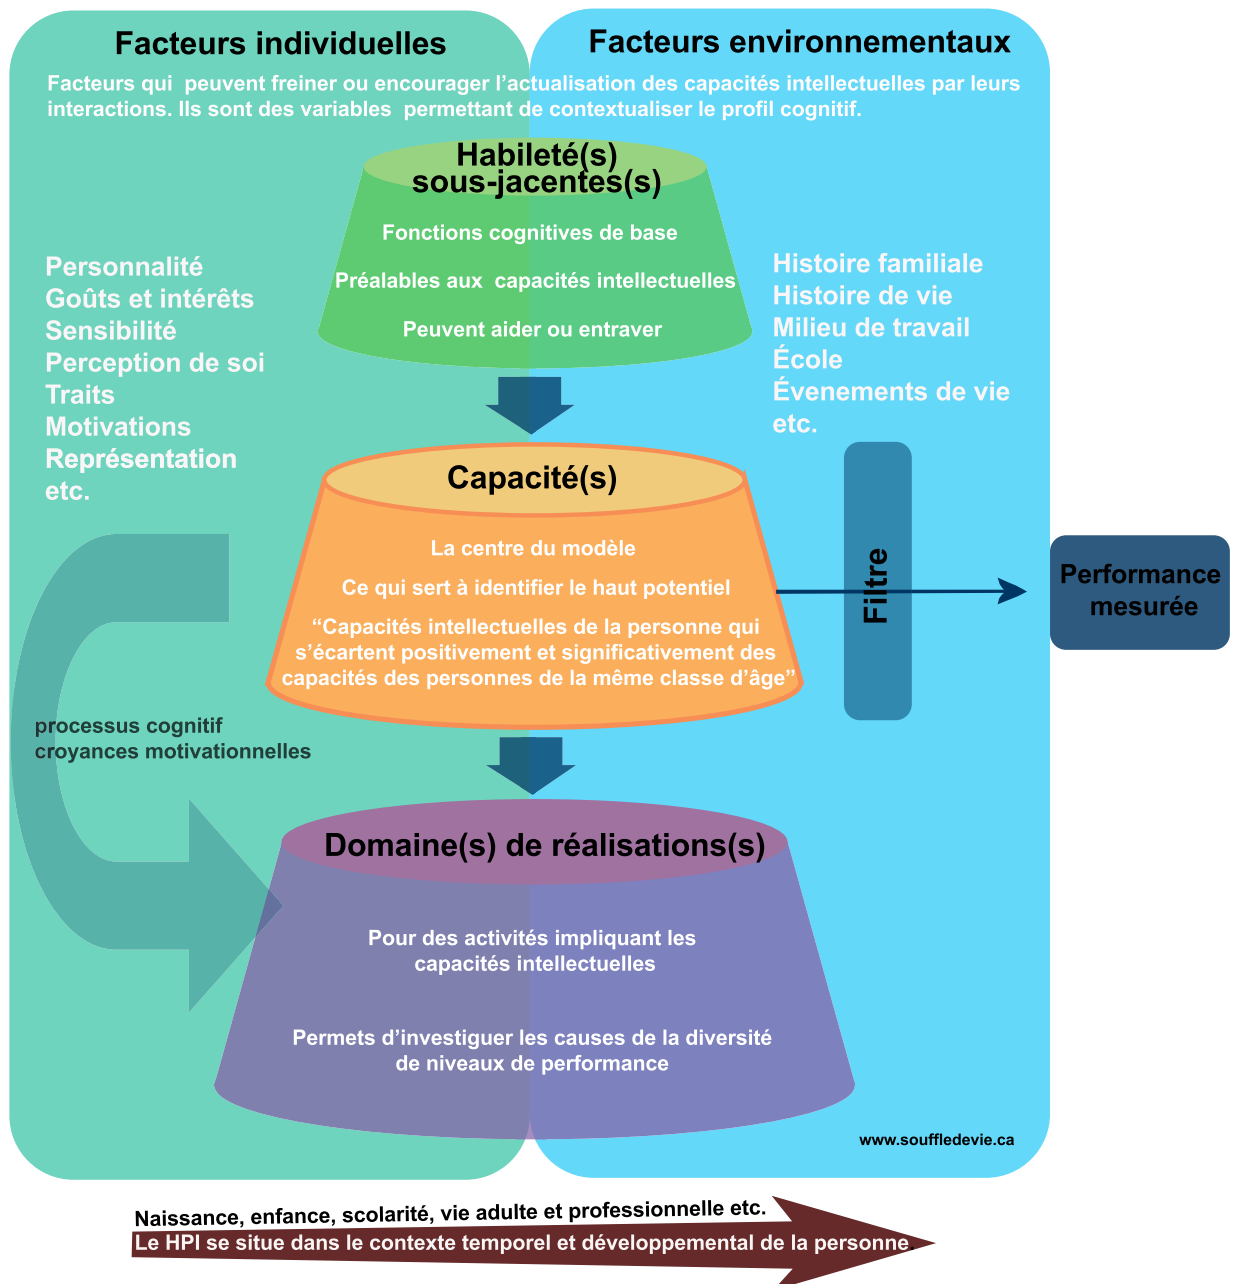 Facteurs individuelles
Facteurs environnementaux
Facteurs qui peuvent freiner ou encourager l’actualisation des capacités intellectuelles par leurs
interactions. Ils sont des variables permettant de contextualiser le profil cognitif.
Habileté(s)
sous-jacentes(s)
Fonctions cognitives de base
Préalables aux capacités intellectuelles
Peuvent aider ou entraver
Personnalité
Goûts et intérêts
Sensibilité
Perception de soi
Traits
Motivations
Représentation
etc.
Histoire familiale
Histoire de vie
Milieu de travail
École
Évenements de vie
etc.
Capacité(s)
La centre du modèle
Ce qui sert à identifier le haut potentiel
“Capacités intellectuelles de la personne qui
s’écartent positivement et significativement des
capacités des personnes de la même classe d’âge”
Filtre
Performance
mesurée
processus cognitif
croyances motivationnelles
Domaine(s) de réalisations(s)
Pour des activités impliquant les
capacités intellectuelles
Permets d’investiguer les causes de la diversité
de niveaux de performance
www.souffledevie.ca
Naissance, enfance, scolarité, vie adulte et professionnelle etc.
Le HPI se situe dans le contexte temporel et développemental de la personne.